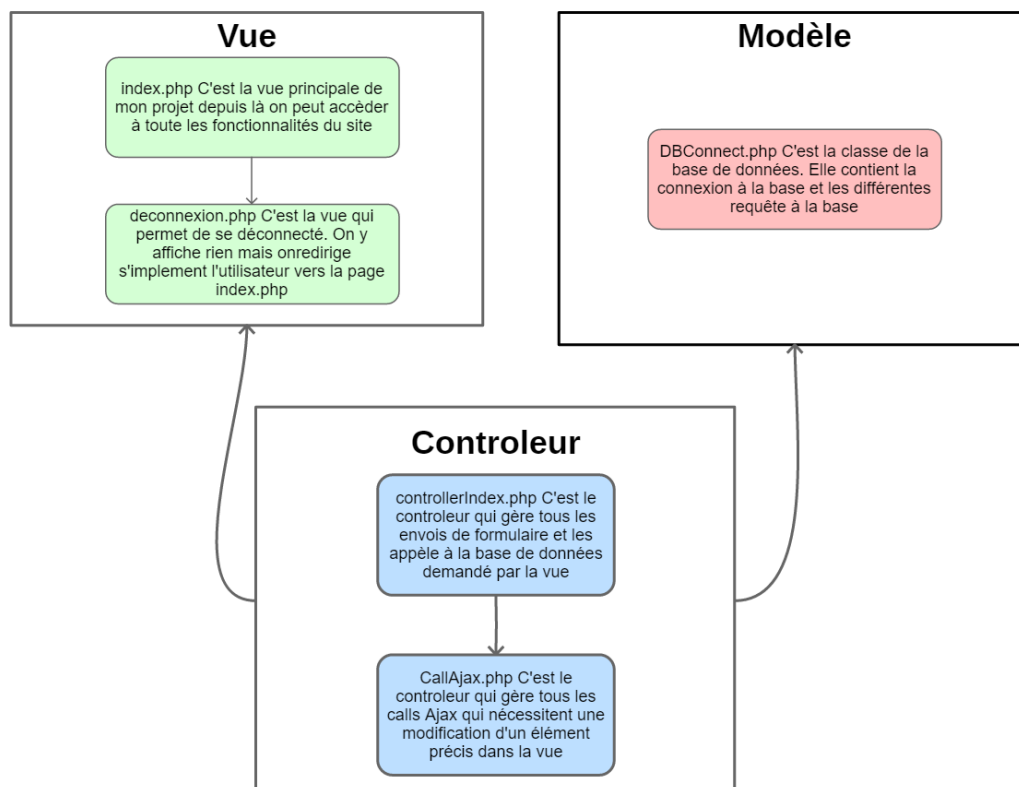 Vue
index.php C'est la vue principale de
mon projet depuis là on peut accèder
à toute les fonctionnalités du site
deconnexion.php C'est la vue qui
permet de se déconnecté. On y
affiche rien mais onredirige
s'implement l'utilisateur vers la page
index.php
Modèle
DBConnect.php C'est la classe de la
base de données. Elle contient la
connexion à la base et les différentes
requête à la base
Controleur
controllerIndex.php C'est le
controleur qui gère tous les
envois de formulaire et les
appèle à la base de données
demandé par la vue
CallAjax.php C'est le
controleur qui gère tous les
calls Ajax qui nécessitent une
modification d'un élément
précis dans la vue